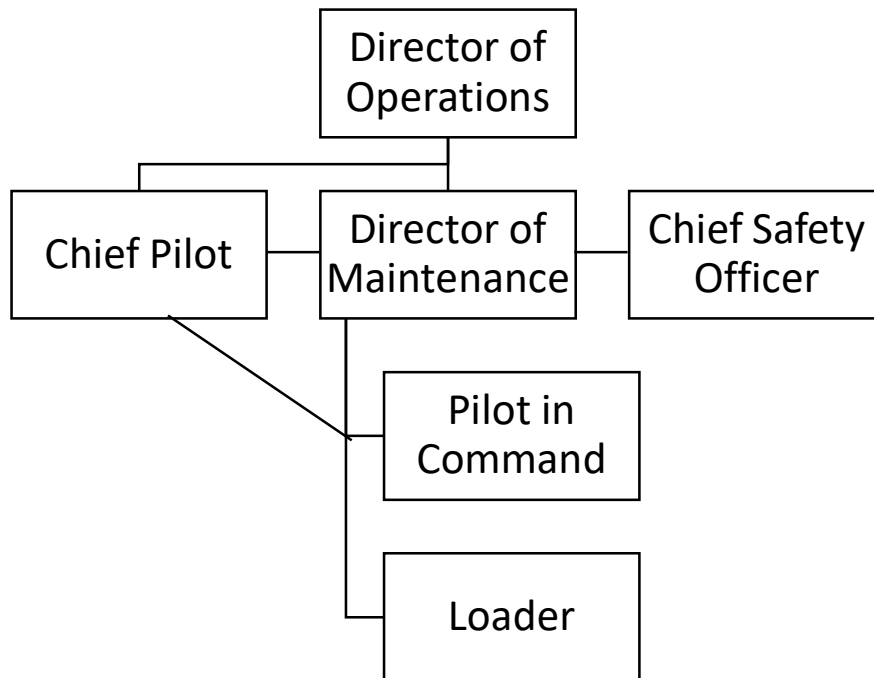 Director of
Operations
Chief Pilot
Director of
Maintenance
Chief Safety
Officer
Pilot in
Command
Loader